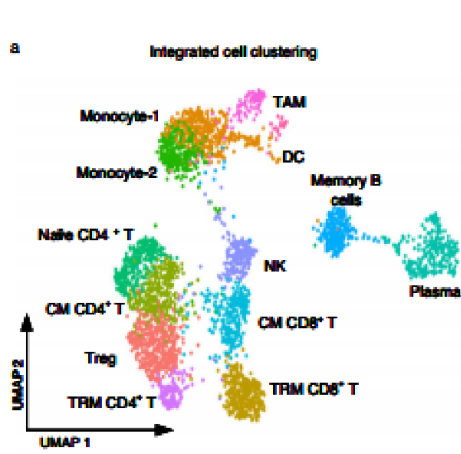 a
Integrated cell clustering
TAM
Monocyte-1
DC
Monocyte-2
Memory B
cells
Naïve CD4 + T
NK
Plasma
CM CD4+ T
CM CD8+ T
Treg
TRM CD8+ T
TRM CD4+ T
UMAP 2
UMAP 1